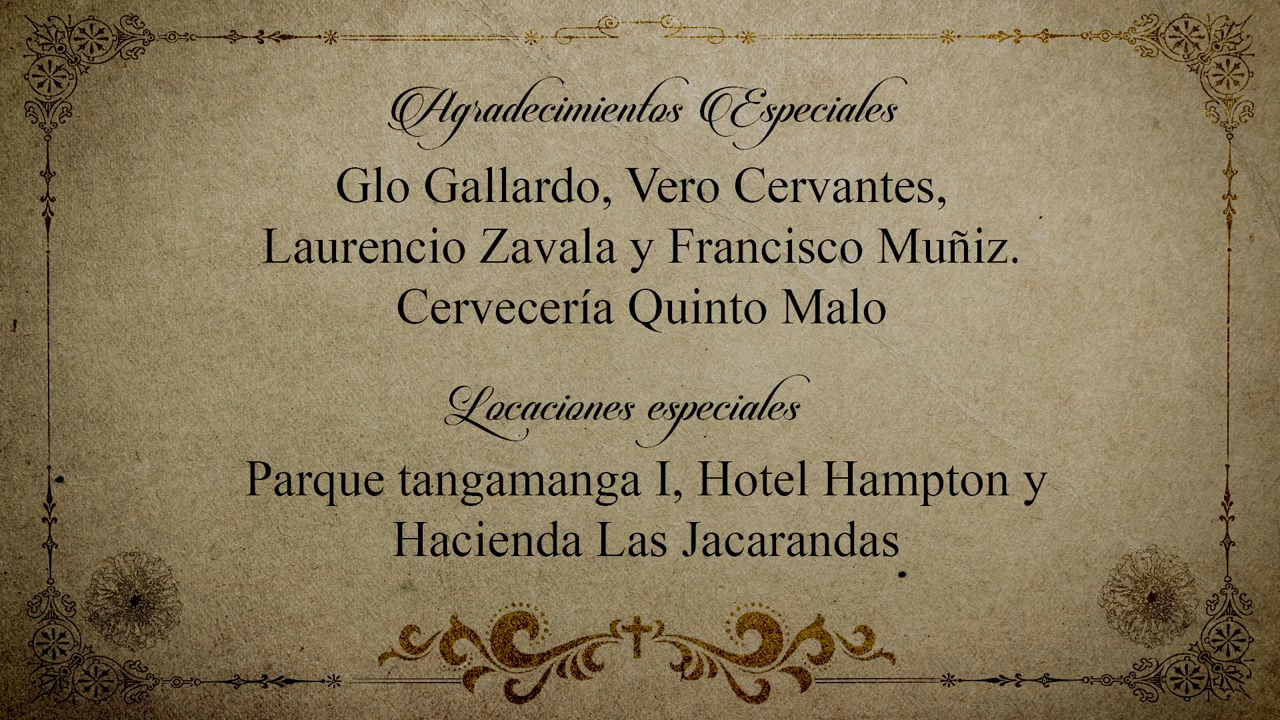 Agradecimientos Especiales
Glo Gallardo, Vero Cervantes,
Laurencio Zavala y Francisco Muñiz.
Cervecería Quinto Malo
Locaciones especiales
Parque tangamanga I, Hotel Hampton y
Hacienda Las Jacarandas